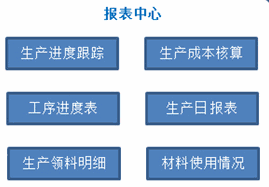 报表中心
生产进度跟踪 生产成本核算
工序进度表 生产日报表
生产领料明细 材料使用情况